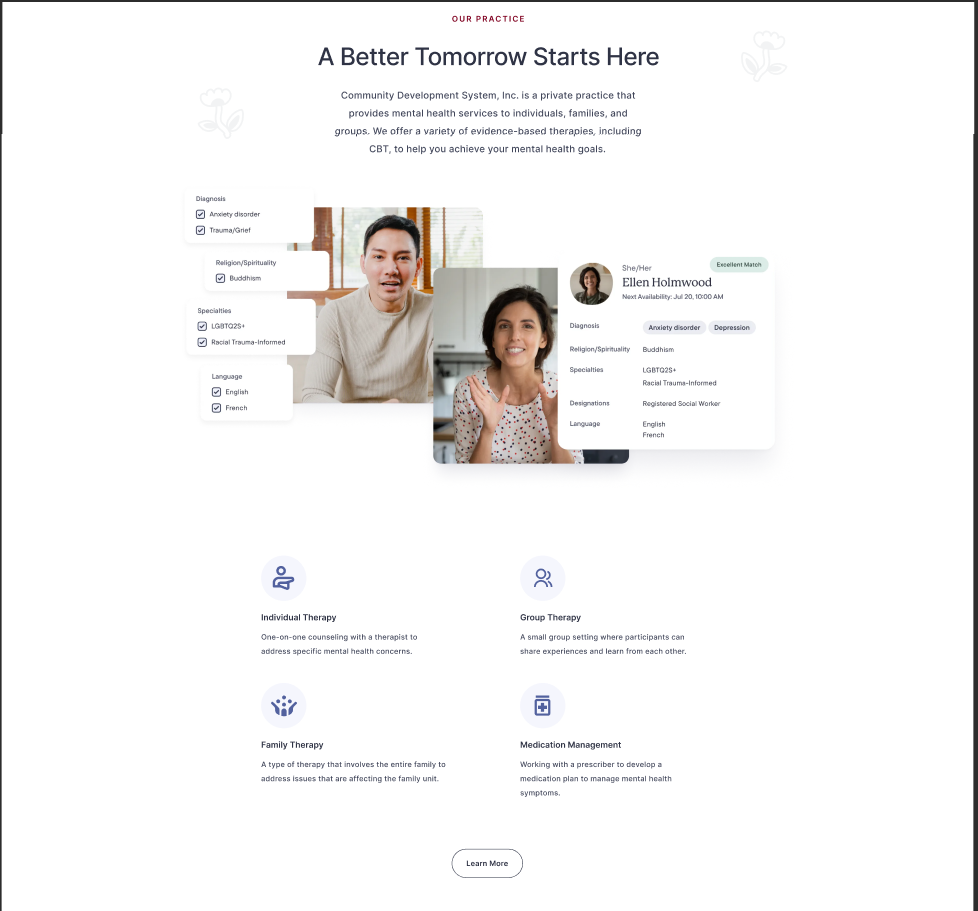 OUR PRACTICE
A Better Tomorrow Starts Here
Community Development System, Inc. is a private practice that
provides mental health services to individuals, families, and
groups. We offer a variety of evidence-based therapies, including
CBT, to help you achieve your mental health goals.
Diagnosis
Anxiety disorder
Trauma/Grief
Religion/Spirituality
Buddhism
Specialties
LGBTQ2S+
Racial Trauma-Informed
Language
English
French
Excellent Match
She/Her
Ellen Holmwood
Next Availability: Jul 20, 10:00 AM
Diagnosis Anxiety disorder Depression
Religion/Spirituality Buddhism
Specialties LGBTQ2S+
Racial Trauma-Informed
Designations Registered Social Worker
Language English
French
Individual Therapy
One-on-one counseling with a therapist to
address specific mental health concerns.
Group Therapy
A small group setting where participants can
share experiences and learn from each other.
Family Therapy
A type of therapy that involves the entire family to
address issues that are affecting the family unit.
Medication Management
Working with a prescriber to develop a
medication plan to manage mental health
symptoms.
Learn More